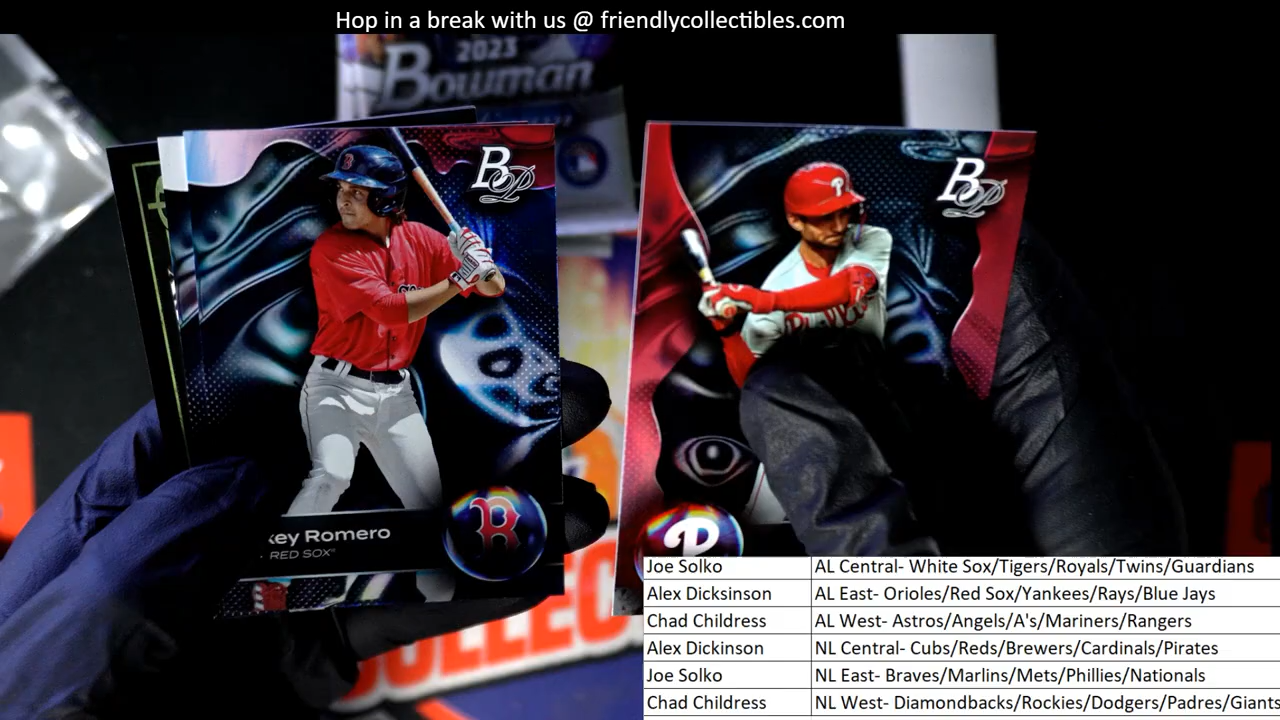 Hop in a break with us @ friendlycollectibles.com
2023
Bowman
B
BP
P
BP
key Romero
RED SOX
B
P
COLLEC
Joe Solko AL Central- White Sox/Tigers/Royals/Twins/Guardians
Alex Dicksinson AL East- Orioles/Red Sox/Yankees/Rays/Blue Jays
Chad Childress AL West- Astros/Angels/A's/Mariners/Rangers
Alex Dickinson NL Central- Cubs/Reds/Brewers/Cardinals/Pirates
Joe Solko NL East- Braves/Marlins/Mets/Phillies/Nationals
Chad Childress NL West- Diamondbacks/Rockies/Dodgers/Padres/Giants